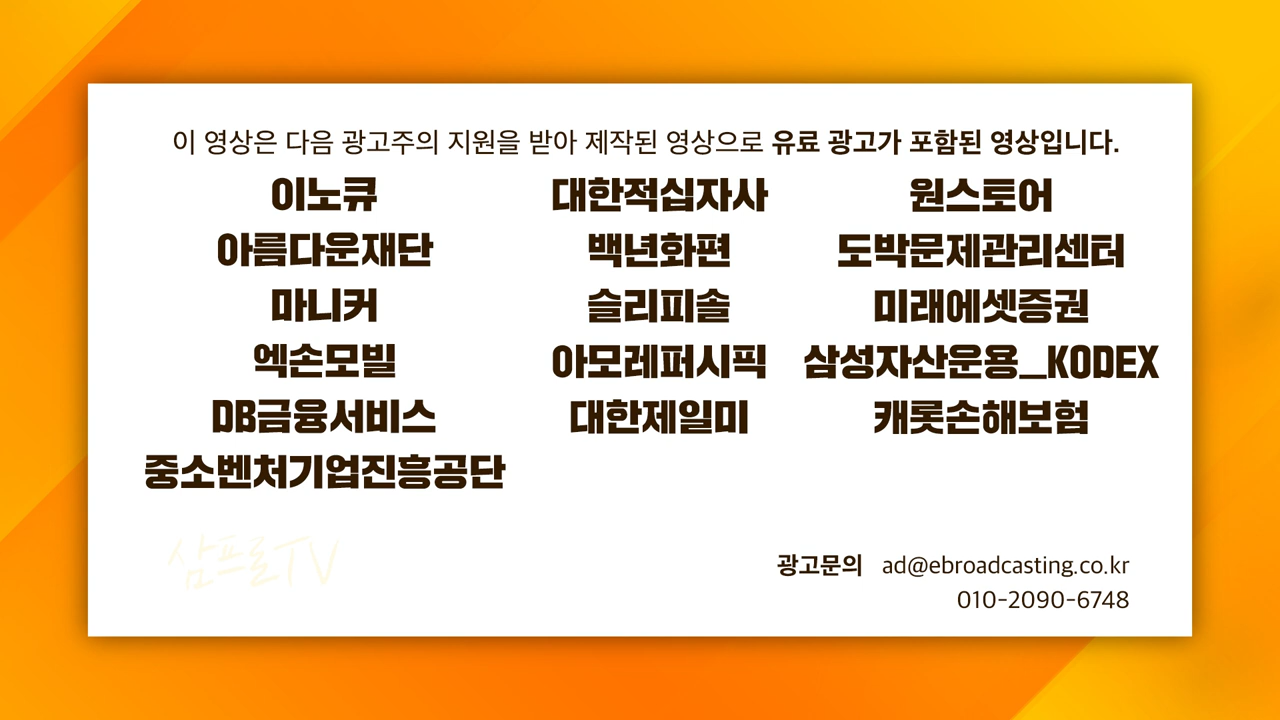 이 영상은 다음 광고주의 지원을 받아 제작된 영상으로 유료 광고가 포함된 영상입니다.
이노큐 대한적십자사 원스토어
아름다운재단 백년화편 도박문제관리센터
마니커 슬리피솔 미래에셋증권
엑손모빌 아모레퍼시픽 삼성자산운용_KODEX
DB금융서비스 대한제일미 캐롯손해보험
중소벤처기업진흥공단
삼프로TV
광고문의 ad@ebroadcasting.co.kr
010-2090-6748